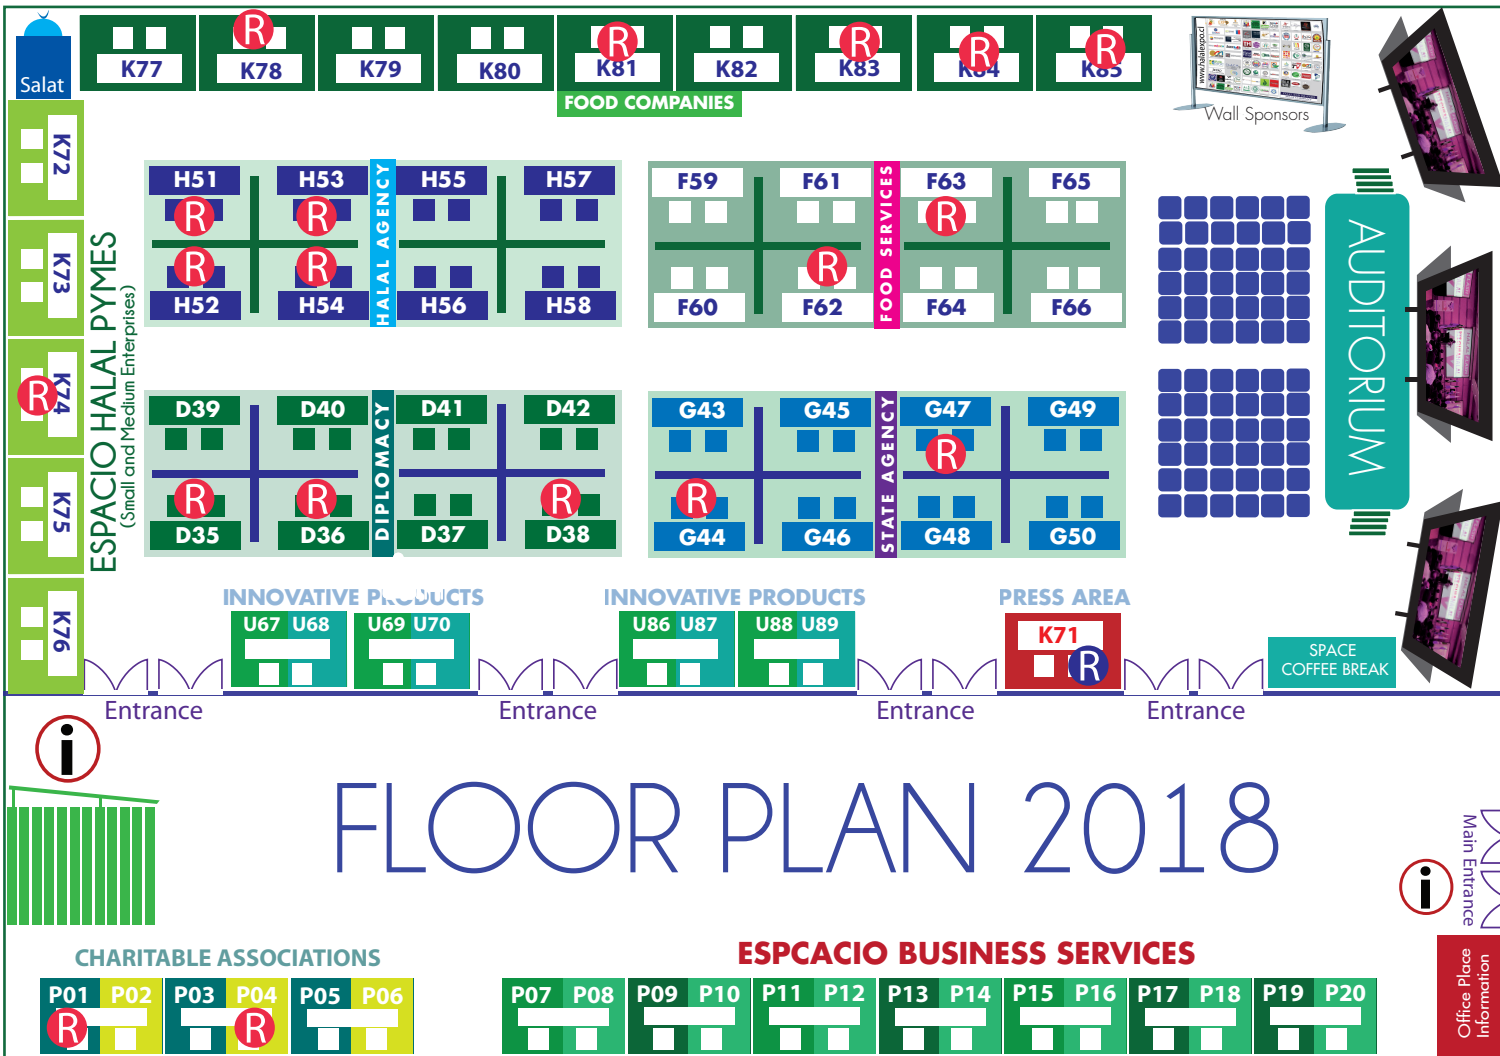 Salat
K77
R
K78
K79
K80
R
K81
K82
R
K83
R
K84
R
K85
FOOD COMPANIES
www.halalexpo.cl
Wall Sponsors
K72
K73
R
K74
K75
K76
ESPACIO HALAL PYMES
(Small and Medium Enterprises)
H51 H53 H55 H57
R R
R R
H52 H54 H56 H58
HALAL AGENCY
F59 F61 F63 F65
R
R
F60 F62 F64 F66
FOOD SERVICES
AUDITORIUM
D39 D40 D41 D42
R R R
D35 D36 D37 D38
DIPLOMACY
G43 G45 G47 G49
R
R
G44 G46 G48 G50
STATE AGENCY
INNOVATIVE PRODUCTS
U67 U68 U69 U70
INNOVATIVE PRODUCTS
U86 U87 U88 U89
PRESS AREA
K71
R
SPACE
COFFEE BREAK
Entrance
Entrance
Entrance
Entrance
i
FLOOR PLAN 2018
Main Entrance
i
CHARITABLE ASSOCIATIONS
P01 P02 P03 P04 P05 P06
R R
ESPCACIO BUSINESS SERVICES
P07 P08 P09 P10 P11 P12 P13 P14 P15 P16 P17 P18 P19 P20
Office Place
Information